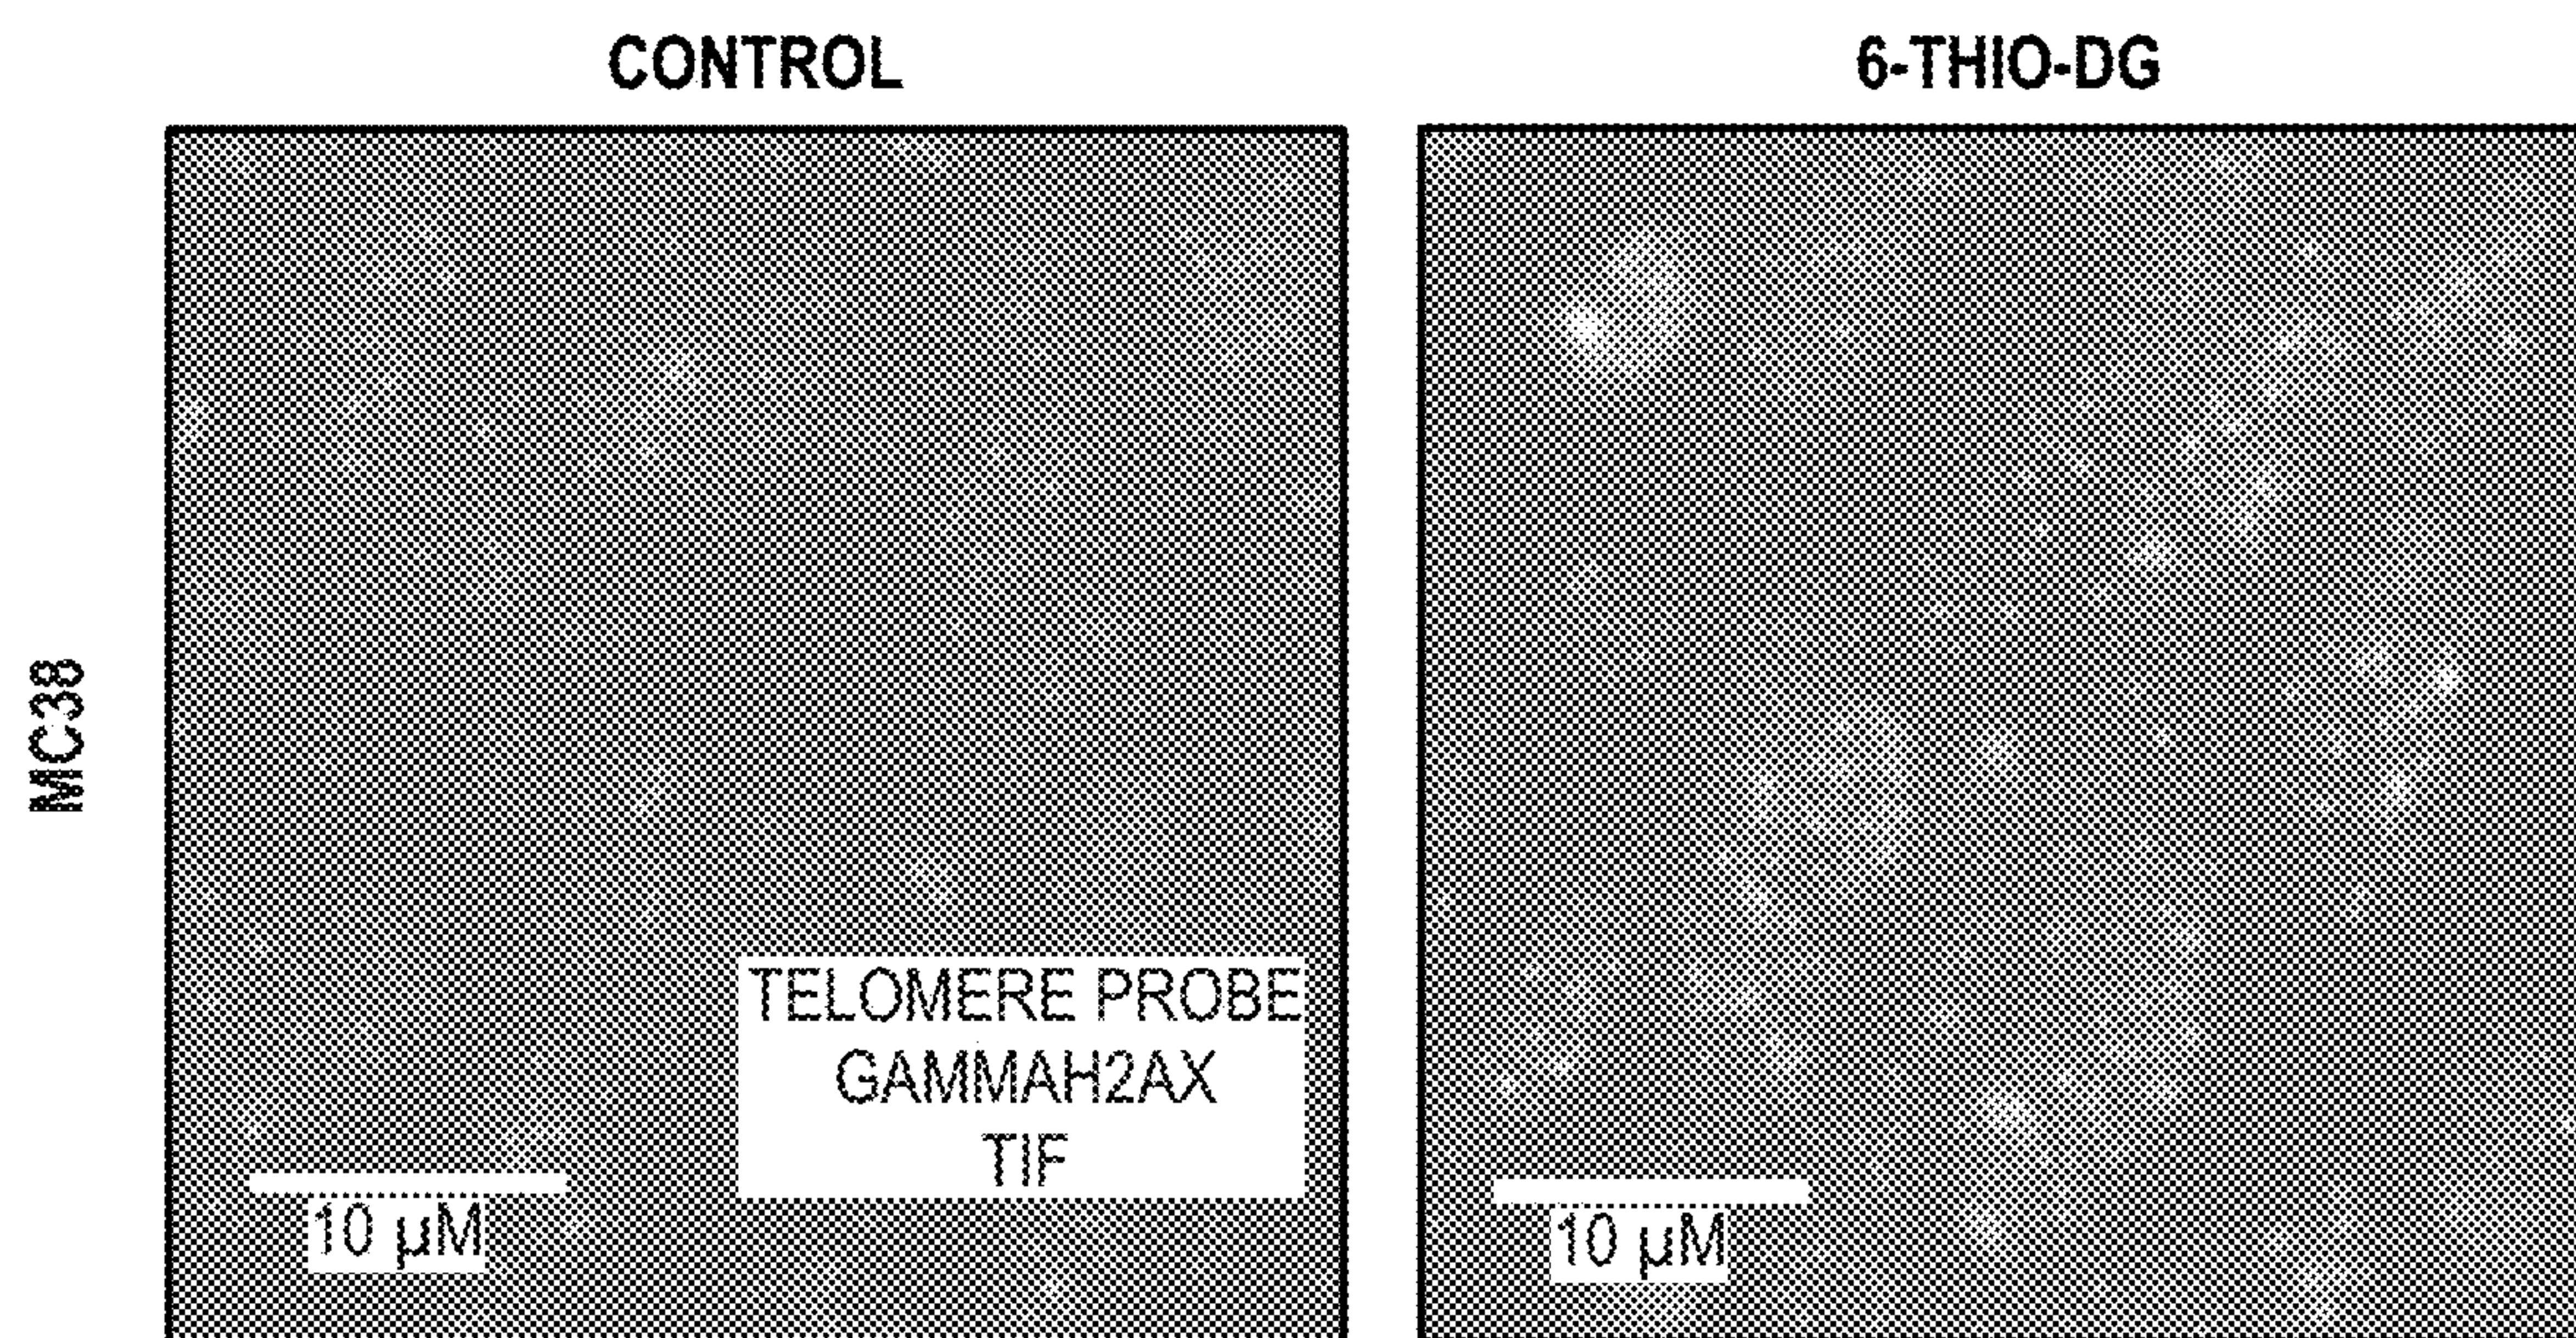 CONTROL
6-THIO-DG
MC38
TELOMERE PROBE
GAMMAH2AX
TIF
10 µM
10 µM